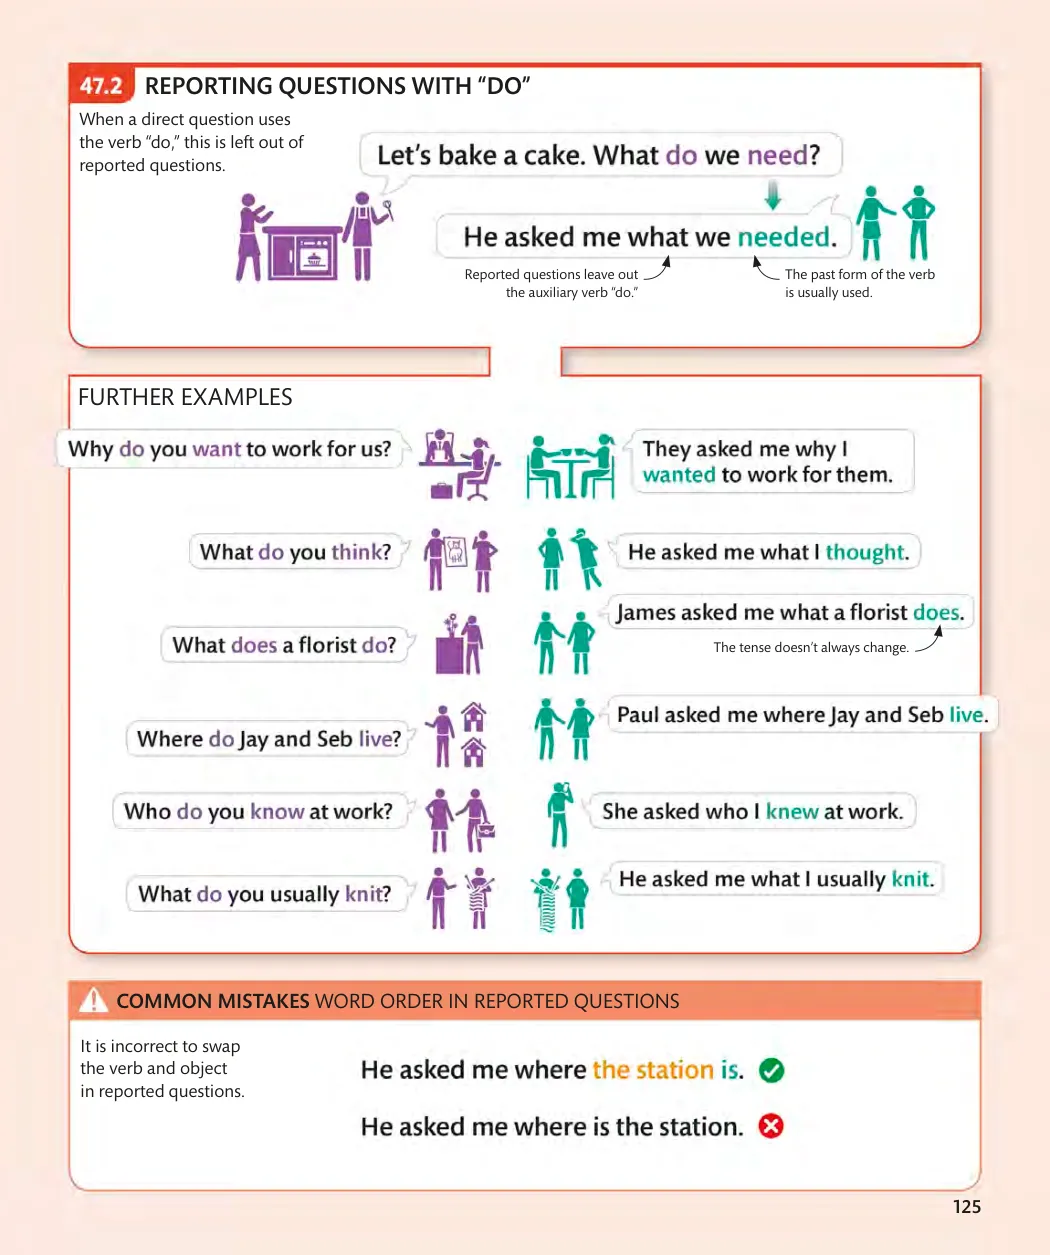 47.2 REPORTING QUESTIONS WITH “DO”
When a direct question uses
the verb “do,” this is left out of
reported questions.
Let’s bake a cake. What do we need?
He asked me what we needed.
Reported questions leave out
the auxiliary verb “do.”
The past form of the verb
is usually used.
FURTHER EXAMPLES
Why do you want to work for us?
They asked me why I
wanted to work for them.
What do you think?
He asked me what I thought.
What does a florist do?
James asked me what a florist does.
The tense doesn’t always change.
Where do Jay and Seb live?
Paul asked me where Jay and Seb live.
Who do you know at work?
She asked who I knew at work.
What do you usually knit?
He asked me what I usually knit.
COMMON MISTAKES WORD ORDER IN REPORTED QUESTIONS
It is incorrect to swap
the verb and object
in reported questions.
He asked me where the station is.
He asked me where is the station.
125